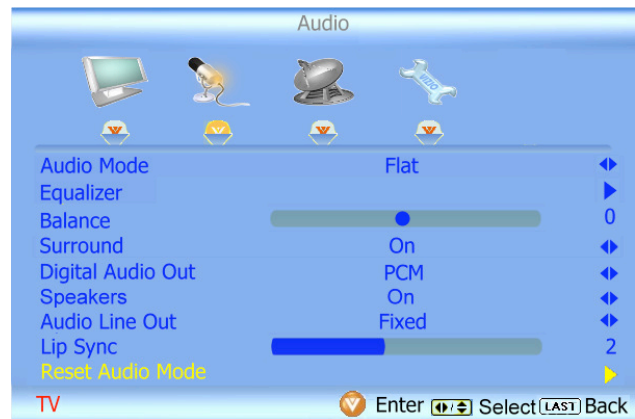 Audio
VIZIO
Audio Mode Flat
Equalizer
Balance 0
Surround On
Digital Audio Out PCM
Speakers On
Audio Line Out Fixed
Lip Sync 2
Reset Audio Mode
TV Enter Select LAST Back